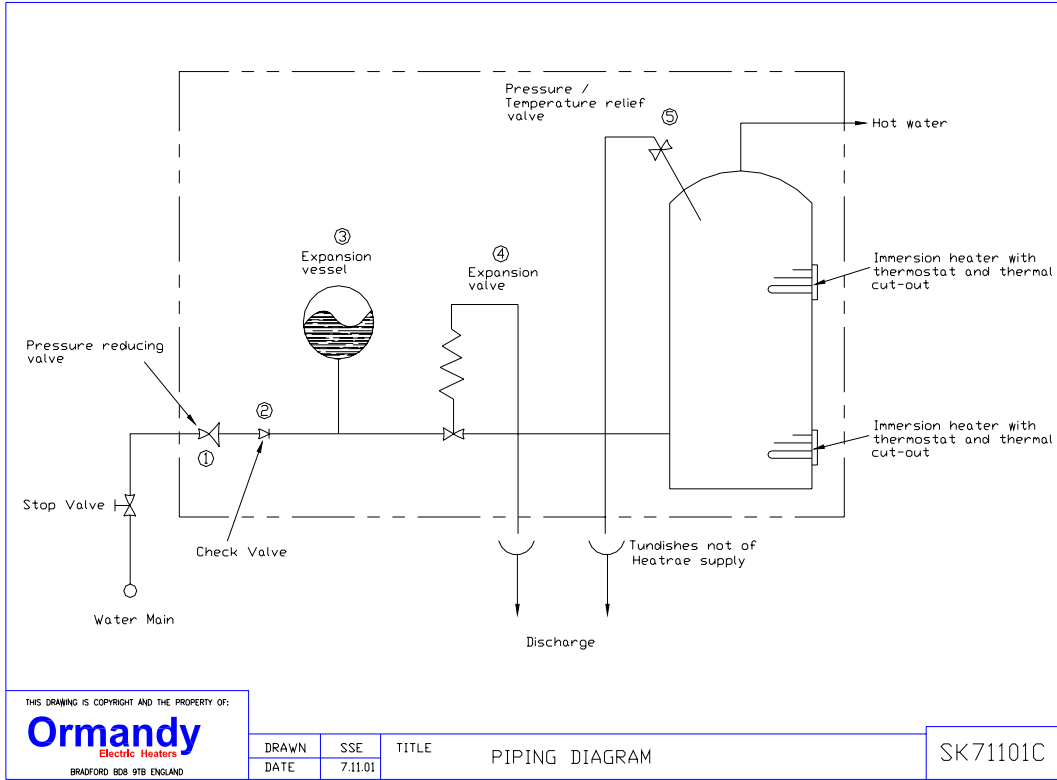 Pressure /
Temperature relief
valve
⑤
Hot water
③
Expansion
vessel
④
Expansion
valve
Immersion heater with
thermostat and thermal
cut-out
Pressure reducing
valve
②
①
Immersion heater with
thermostat and thermal
cut-out
Stop Valve
Check Valve
Tundishes not of
Heatrae supply
Water Main
Discharge
THIS DRAWING IS COPYRIGHT AND THE PROPERTY OF:
Ormandy
Electric Heaters
BRADFORD BD8 9TB ENGLAND
DRAWN SSE
DATE 7.11.01
TITLE PIPING DIAGRAM
SK71101C